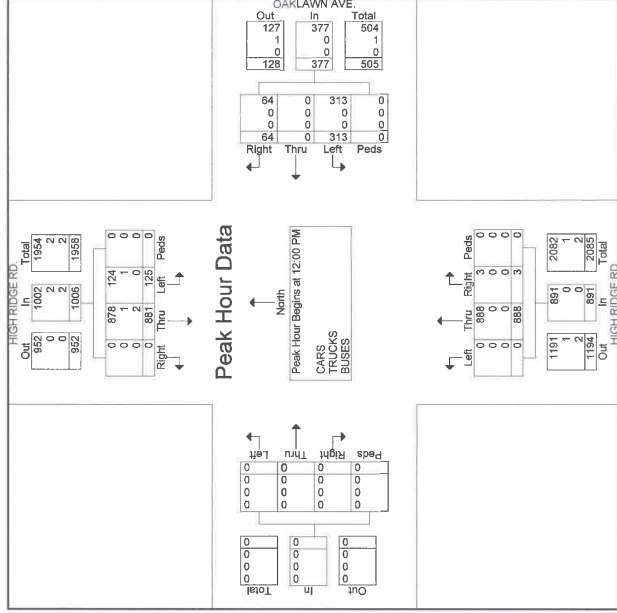 OAKLAWN AVE.
Out In Total
127 377 504
1 0 1
0 0 0
128 377 505
64 0 313 0
0 0 0 0
0 0 0 0
64 0 313 0
Right Thru Left Peds
HIGH RIDGE RD.
Out In Total
952 1002 1954
0 2 2
0 2 2
952 1006 1958
0 878 124 0
0 1 1 0
0 2 0 0
0 881 125 0
Right Thru Left Peds
Peak Hour Data
North
Peak Hour Begins at 12:00 PM
CARS
TRUCKS
BUSES
Left Thru Right Peds
0 888 3 0
0 0 0 0
0 0 0 0
0 888 3 0
1191 891 2082
1 0 1
2 0 2
1194 891 2085
Out In Total
HIGH RIDGE RD.
Left Thru Right Peds
0 0 0 0
0 0 0 0
0 0 0 0
0 0 0 0
0 0 0
0 0 0
0 0 0
0 0 0
Total In Out